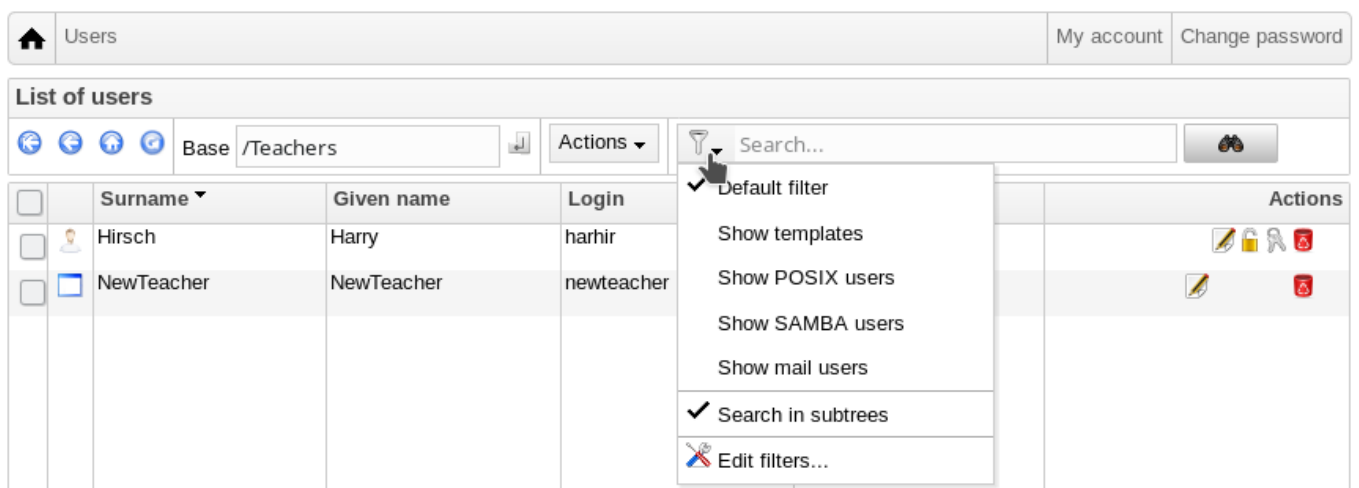 Users My account Change password
List of users
Base /Teachers Actions Search...
Surname Given name Login Actions
Default filter
Hirsch Harry harhir
Show templates
NewTeacher NewTeacher newteacher
Show POSIX users
Show SAMBA users
Show mail users
Search in subtrees
Edit filters...